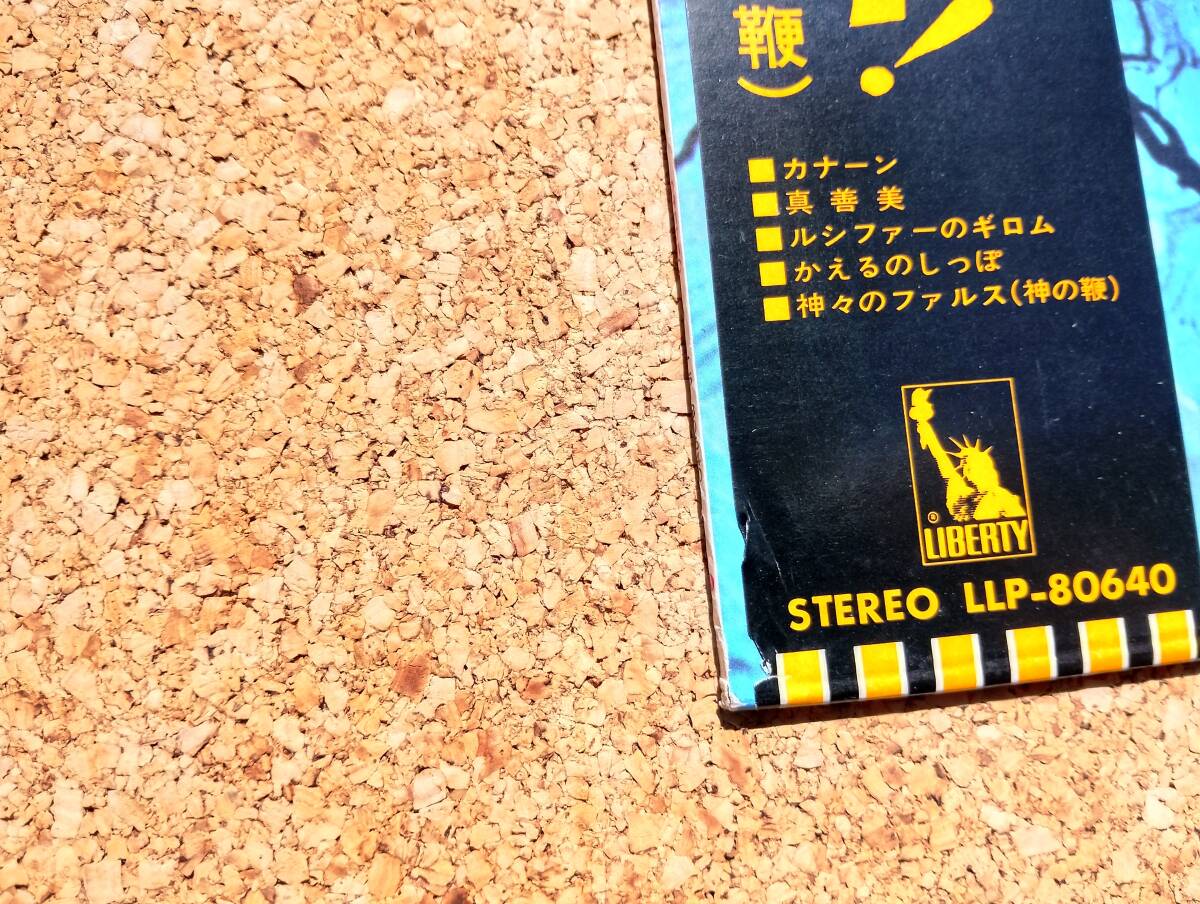 鞭)
!
■カナーン
■真善美
■ルシファーのギロム
■かえるのしっぽ
■神々のファルス(神の鞭)
®
LIBERTY
STEREO LLP-80640